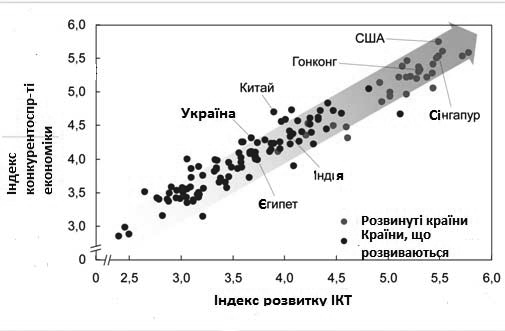 Індекс
конкурентоспр-ті
економіки
6,0
5,5
5,0
4,5
4,0
3,5
3,0
0
США
Гонконг
Китай
Україна
Сінгапур
Індія
Єгипет
Розвинуті країни
Країни, що
розвиваються
0 2,5 3,0 3,5 4,0 4,5 5,0 5,5 6,0
Індекс розвитку ІКТ